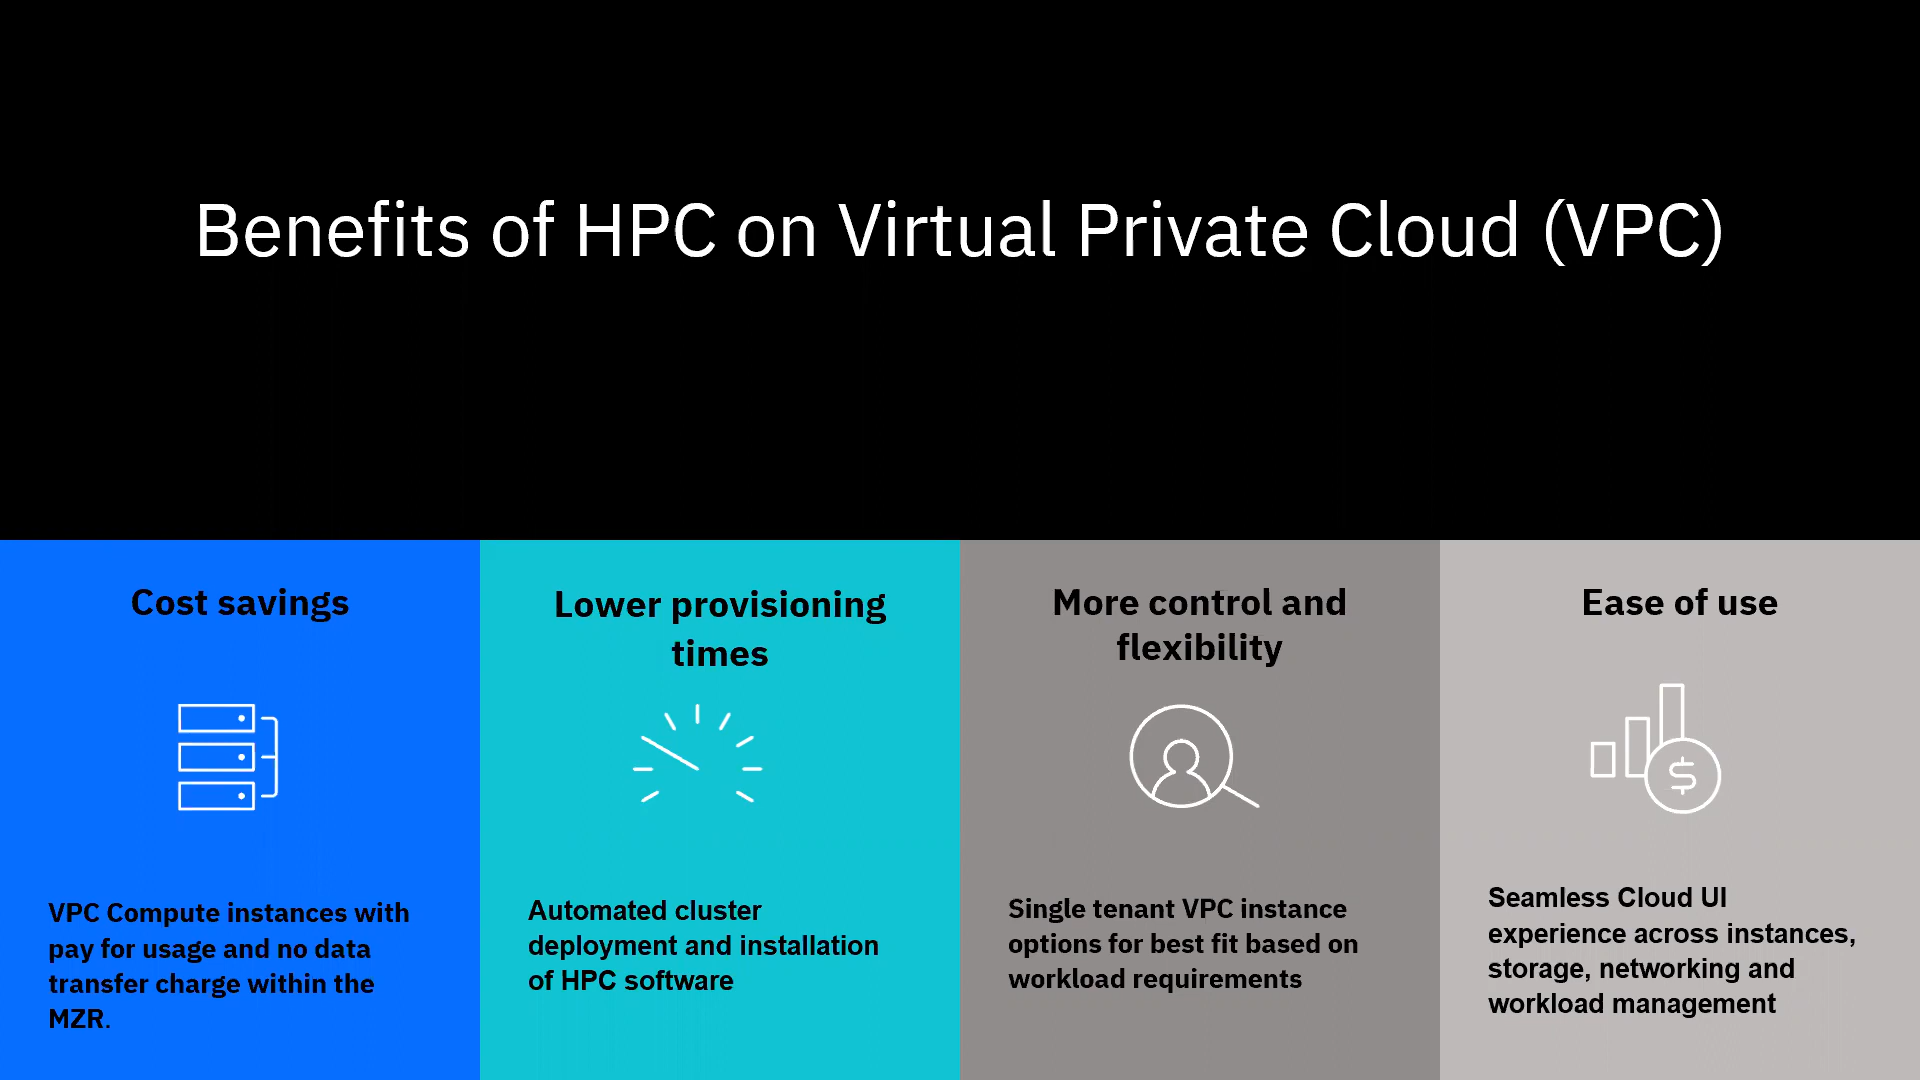 Benefits of HPC on Virtual Private Cloud (VPC)
Cost savings
VPC Compute instances with
pay for usage and no data
transfer charge within the
MZR.
Lower provisioning
times
Automated cluster
deployment and installation
of HPC software
More control and
flexibility
Single tenant VPC instance
options for best fit based on
workload requirements
Ease of use
$
Seamless Cloud UI
experience across instances,
storage, networking and
workload management